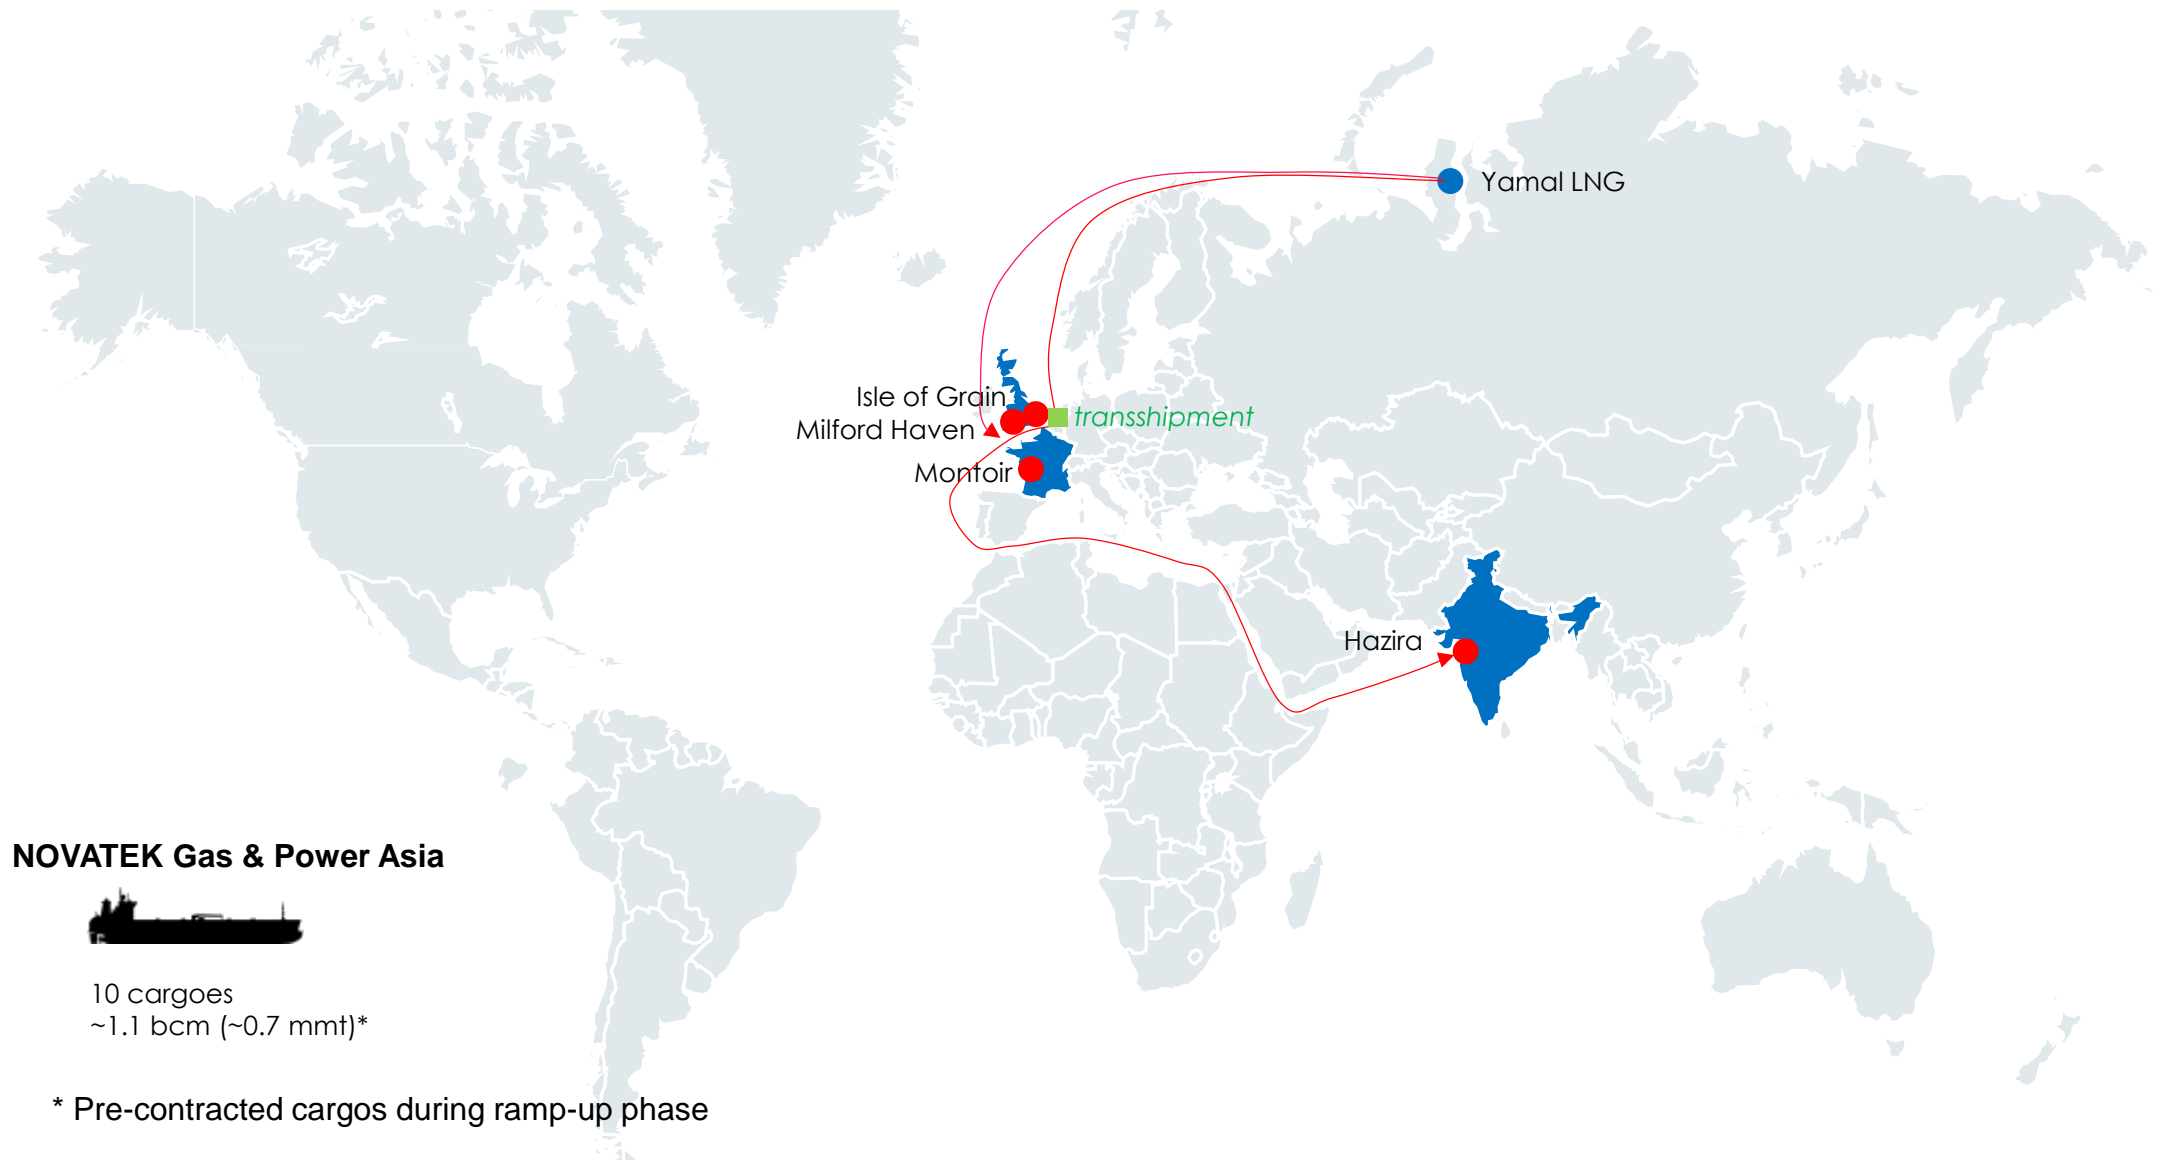 Yamal LNG
Isle of Grain
Milford Haven
transshipment
Montoir
Hazira
NOVATEK Gas & Power Asia
10 cargoes
~1.1 bcm (~0.7 mmt)*
* Pre-contracted cargos during ramp-up phase